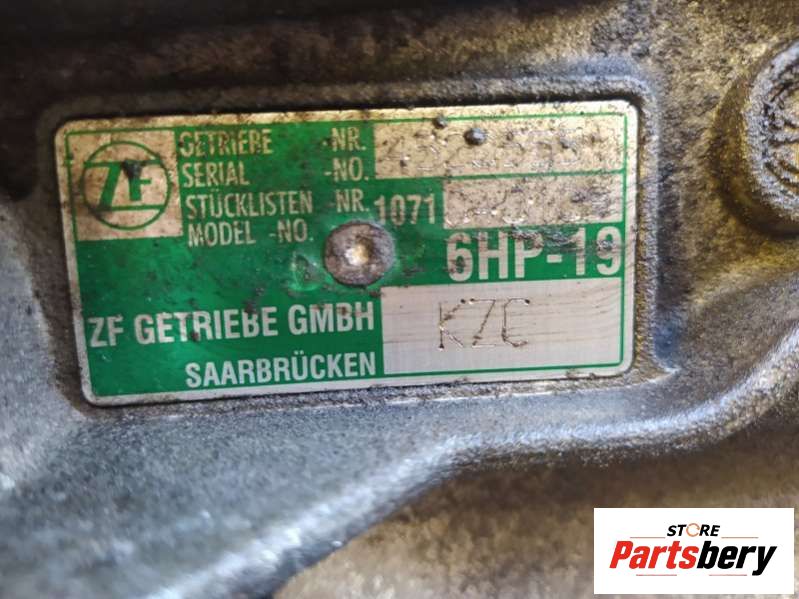 ZF
GETRIEBE -NR.
SERIAL -NO.
STÜCKLISTEN -NR. 1071
MODEL -NO.
6HP-19
ZF GETRIEBE GMBH
KZC
SAARBRÜCKEN
STORE
Partsbery